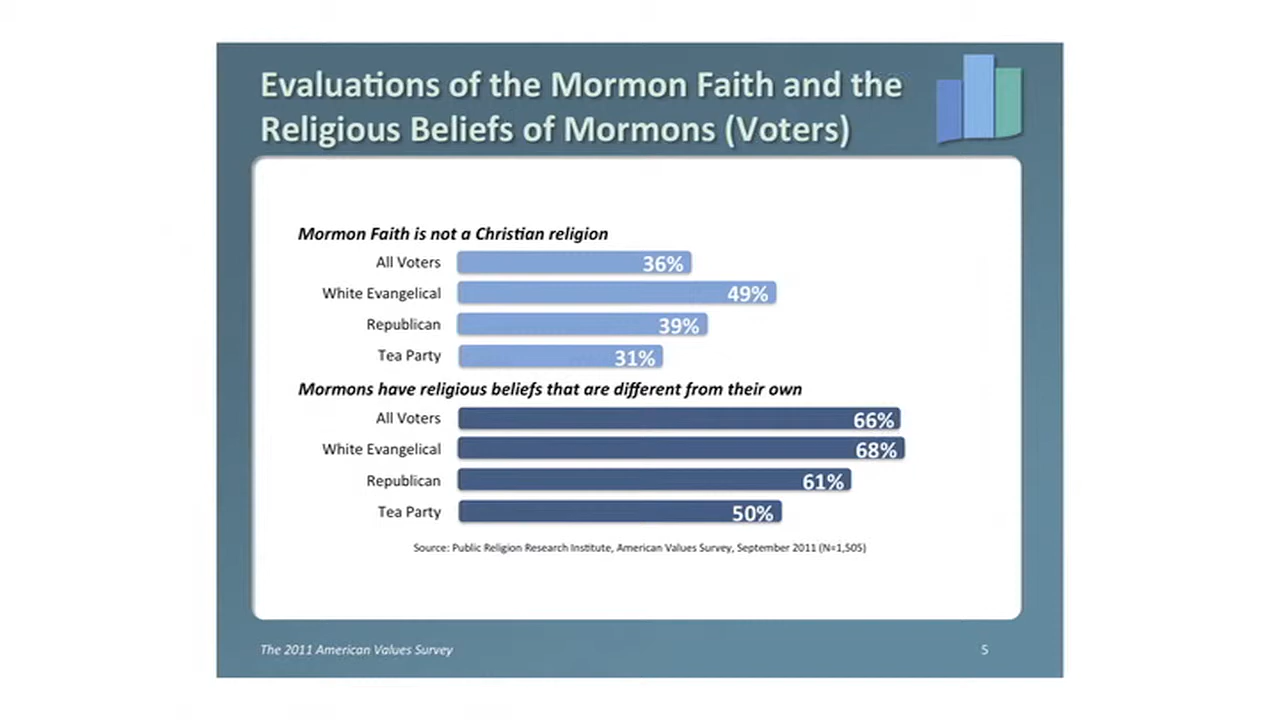 Evaluations of the Mormon Faith and the
Religious Beliefs of Mormons (Voters)
Mormon Faith is not a Christian religion
All Voters 36%
White Evangelical 49%
Republican 39%
Tea Party 31%
Mormons have religious beliefs that are different from their own
All Voters 66%
White Evangelical 68%
Republican 61%
Tea Party 50%
Source: Public Religion Research Institute, American Values Survey, September 2011 (N=1,505)
The 2011 American Values Survey 5